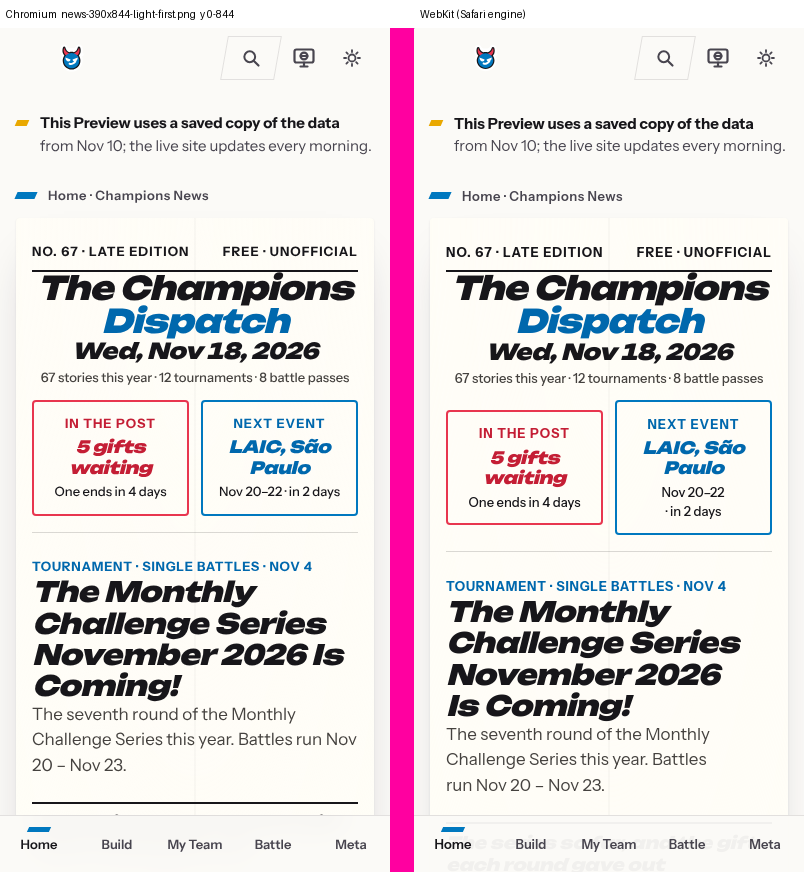 Chromium news-390x844-light-first.png y0-844
This Preview uses a saved copy of the data
from Nov 10; the live site updates every morning.
Home · Champions News
NO. 67 · LATE EDITION
FREE · UNOFFICIAL
The Champions
Dispatch
Wed, Nov 18, 2026
67 stories this year · 12 tournaments · 8 battle passes
IN THE POST
5 gifts
waiting
One ends in 4 days
NEXT EVENT
LAIC, São
Paulo
Nov 20–22 · in 2 days
TOURNAMENT · SINGLE BATTLES · NOV 4
The Monthly
Challenge Series
November 2026 Is
Coming!
The seventh round of the Monthly
Challenge Series this year. Battles run Nov
20 – Nov 23.
Home
Build
My Team
Battle
Meta
WebKit (Safari engine)
This Preview uses a saved copy of the data
from Nov 10; the live site updates every morning.
Home · Champions News
NO. 67 · LATE EDITION
FREE · UNOFFICIAL
The Champions
Dispatch
Wed, Nov 18, 2026
67 stories this year · 12 tournaments · 8 battle passes
IN THE POST
5 gifts
waiting
One ends in 4 days
NEXT EVENT
LAIC, São
Paulo
Nov 20–22
· in 2 days
TOURNAMENT · SINGLE BATTLES · NOV 4
The Monthly
Challenge Series
November 2026
Is Coming!
The seventh round of the Monthly
Challenge Series this year. Battles
run Nov 20 – Nov 23.
The series so far and the gift
each round gave out
Home
Build
My Team
Battle
Meta